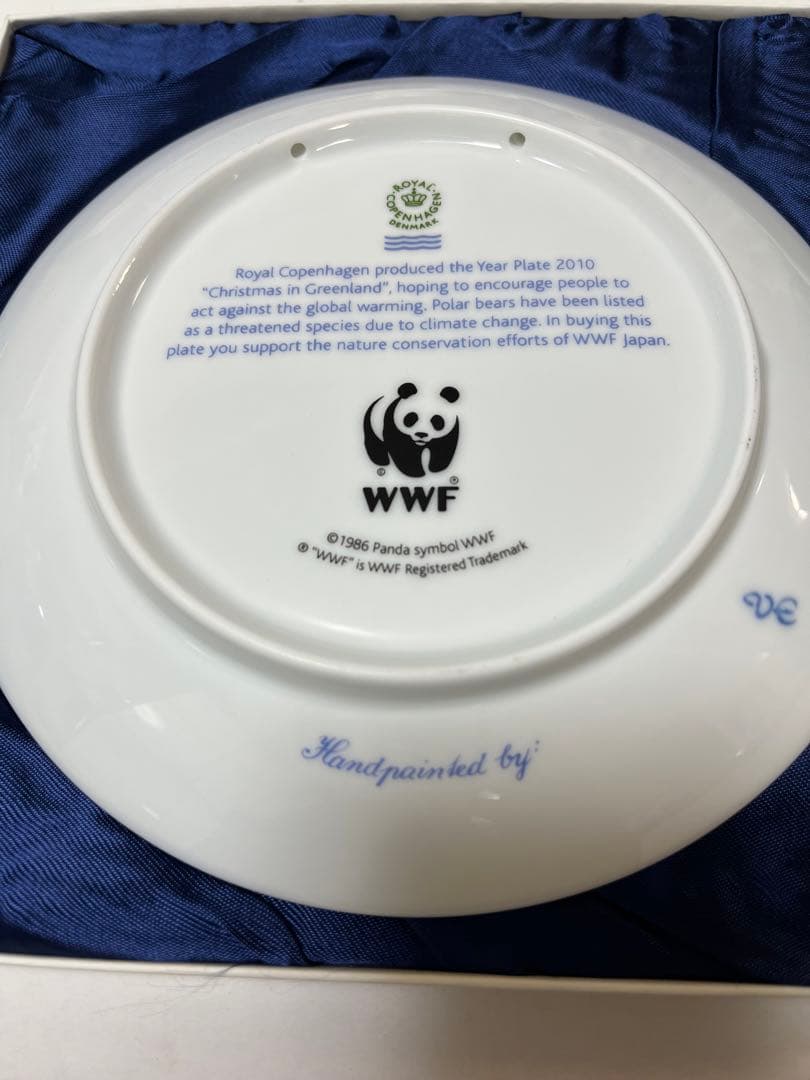 ROYAL COPENHAGEN
DENMARK
Royal Copenhagen produced the Year Plate 2010
“Christmas in Greenland”, hoping to encourage people to
act against the global warming. Polar bears have been listed
as a threatened species due to climate change. In buying this
plate you support the nature conservation efforts of WWF Japan.
©
®
WWF
©1986 Panda symbol WWF
® “WWF” is WWF Registered Trademark
VE
Handpainted by: